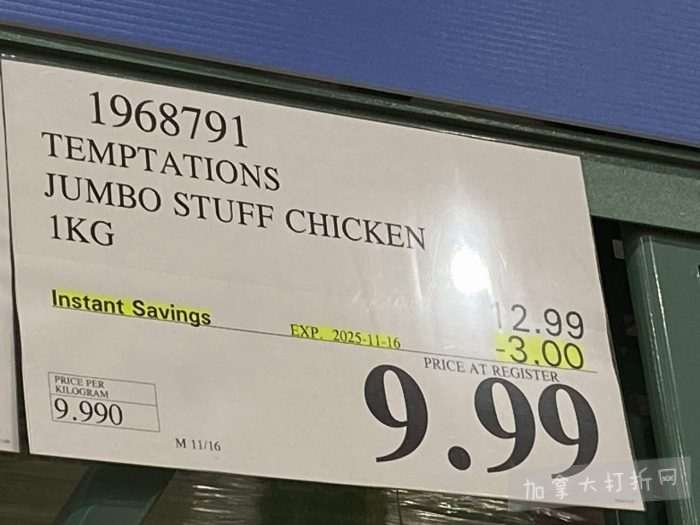 1968791
TEMPTATIONS
JUMBO STUFF CHICKEN
1KG
Instant Savings
EXP. 2025-11-16
12.99
-3.00
PRICE AT REGISTER
9.99
PRICE PER
KILOGRAM
9.990
M 11/16
加拿大打折网